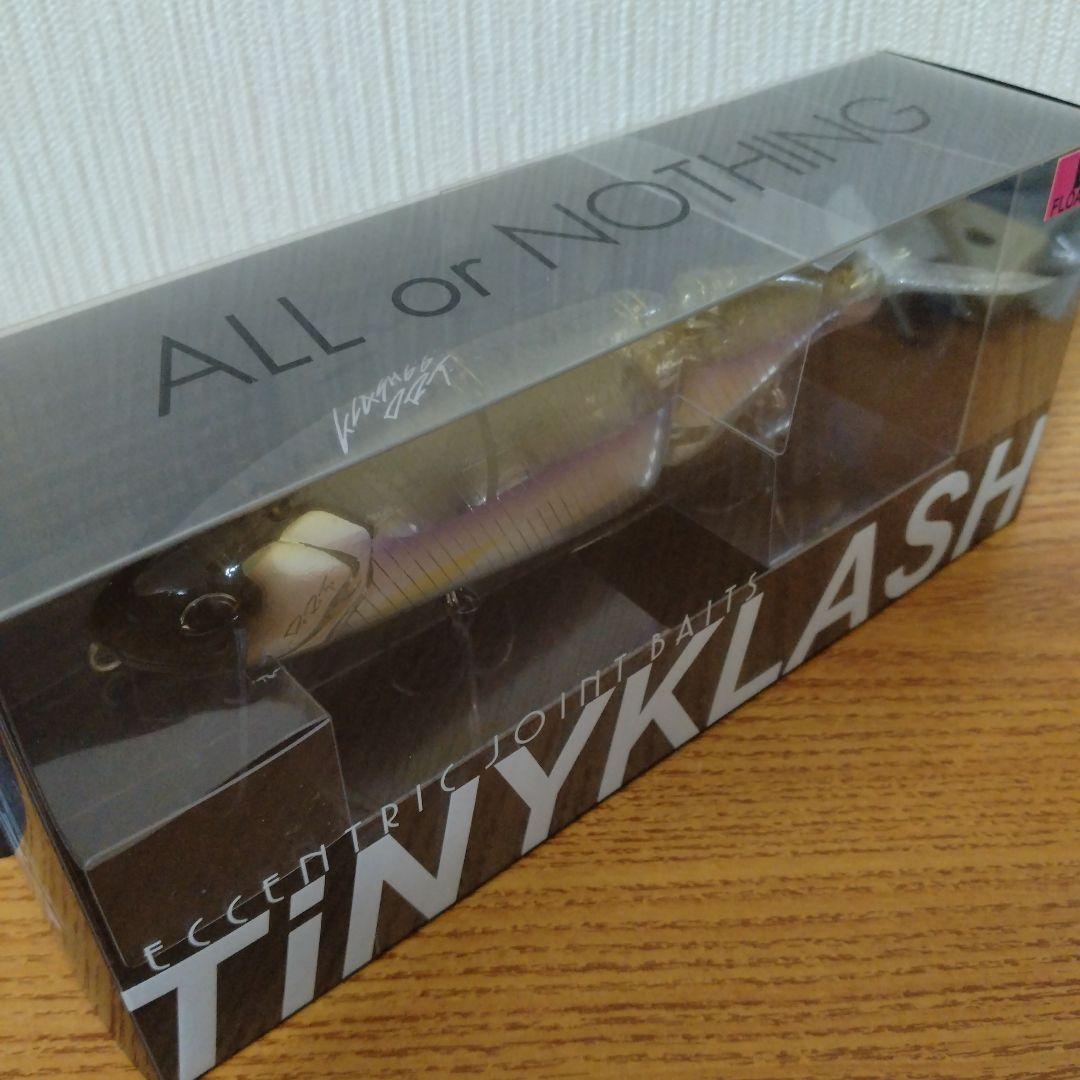 ALL or NOTHING
ECCENTRIC JOINT BAITS
TiNYKLASH